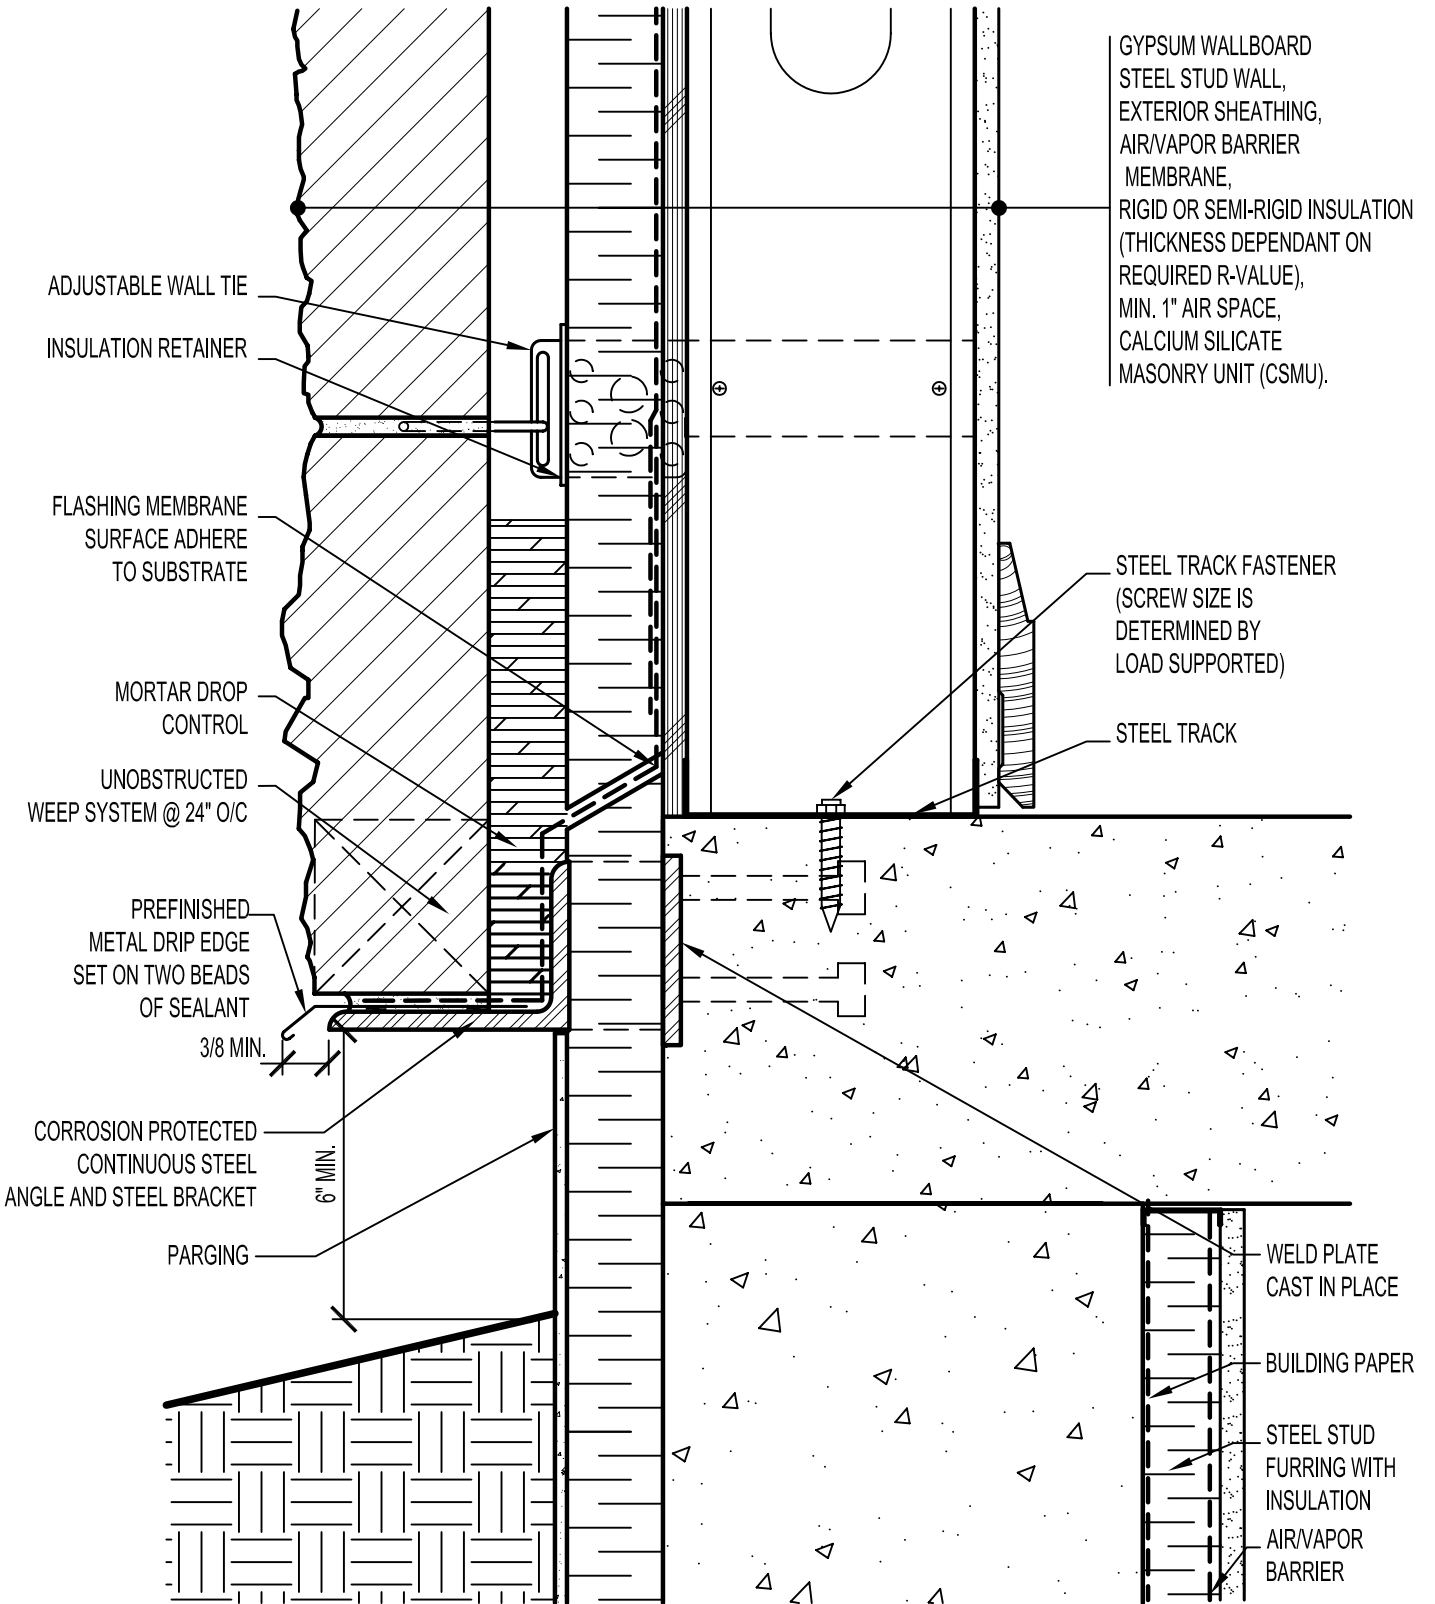 GYPSUM WALLBOARD
STEEL STUD WALL,
EXTERIOR SHEATHING,
AIR/VAPOR BARRIER
MEMBRANE,
RIGID OR SEMI-RIGID INSULATION
(THICKNESS DEPENDANT ON
REQUIRED R-VALUE),
MIN. 1" AIR SPACE,
CALCIUM SILICATE
MASONRY UNIT (CSMU).
ADJUSTABLE WALL TIE
INSULATION RETAINER
FLASHING MEMBRANE
SURFACE ADHERE
TO SUBSTRATE
MORTAR DROP
CONTROL
UNOBSTRUCTED
WEEP SYSTEM @ 24" O/C
PREFINISHED
METAL DRIP EDGE
SET ON TWO BEADS
OF SEALANT
3/8 MIN.
CORROSION PROTECTED
CONTINUOUS STEEL
ANGLE AND STEEL BRACKET
6" MIN.
PARGING
STEEL TRACK FASTENER
(SCREW SIZE IS
DETERMINED BY
LOAD SUPPORTED)
STEEL TRACK
WELD PLATE
CAST IN PLACE
BUILDING PAPER
STEEL STUD
FURRING WITH
INSULATION
AIR/VAPOR
BARRIER